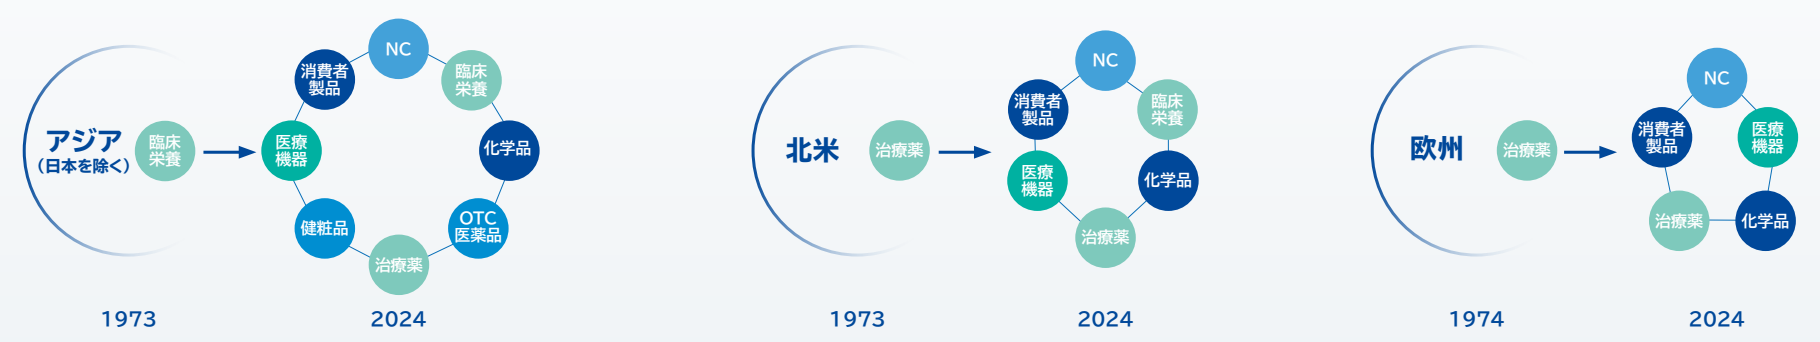 アジア
(日本を除く)
臨床
栄養
1973
NC
消費者
製品
臨床
栄養
医療
機器
化学品
健粧品
OTC
医薬品
治療薬
2024
北米
治療薬
1973
NC
消費者
製品
臨床
栄養
医療
機器
化学品
治療薬
2024
欧州
治療薬
1974
NC
消費者
製品
医療
機器
治療薬
化学品
2024